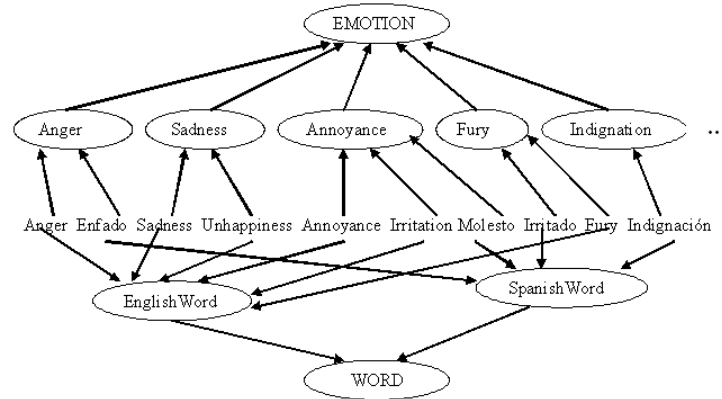 EMOTION
Anger Sadness Annoyance Fury Indignation ..
Anger Enfado Sadness Unhappiness Annoyance Irritation Molesto Irritado Fury Indignación
EnglishWord SpanishWord
WORD